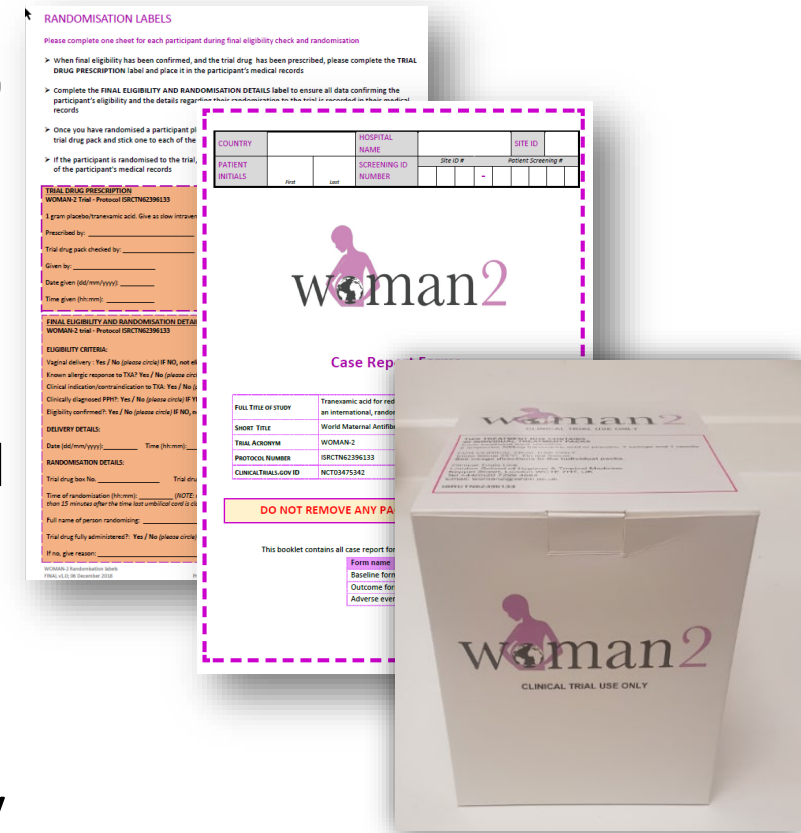 RANDOMISATION LABELS
Please complete one sheet for each participant during final eligibility check and randomisation
➢ When final eligibility has been confirmed, and the trial drug has been prescribed, please complete the TRIAL
DRUG PRESCRIPTION label and place it in the participant's medical records
➢ Complete the FINAL ELIGIBILITY AND RANDOMISATION DETAILS label to ensure all data confirming the
participant's eligibility and the details regarding their randomisation to the trial is recorded in their medical
records
➢ Once you have randomised a participant pl
trial drug pack and stick one to each of the
➢ If the participant is randomised to the trial,
of the participant's medical records
TRIAL DRUG PRESCRIPTION
WOMAN-2 Trial - Protocol ISRCTN62396133
1 gram placebo/tranexamic acid. Give as slow intraven
Prescribed by:
Trial drug pack checked by:
Given by:
Date given (dd/mm/yyyy):
Time given (hh:mm):
FINAL ELIGIBILITY AND RANDOMISATION DETAI
WOMAN-2 trial - Protocol ISRCTN62396133
ELIGIBILITY CRITERIA:
Vaginal delivery : Yes / No (please circle) IF NO, not el
Known allergic response to TXA? Yes / No (please circ
Clinical indication/contraindication to TXA: Yes / No (
Clinically diagnosed PPH?: Yes / No (please circle) IF Y
Eligibility confirmed?: Yes / No (please circle) IF NO, n
DELIVERY DETAILS:
Date (dd/mm/yyyy): Time (hh:mm):
RANDOMISATION DETAILS:
Trial drug box No. Trial dru
Time of randomisation (hh:mm): (NOTE:
than 15 minutes after the time last umbilical cord is cl
Full name of person randomising:
Trial drug fully administered?: Yes / No (please circle)
If no, give reason:
WOMAN-2 Randomisation labels
FINAL v1.0; 06 December 2018
COUNTRY HOSPITAL NAME SITE ID
PATIENT INITIALS First Last SCREENING ID NUMBER Site ID # Patient Screening #
-
woman2
Case Report Forms
FULL TITLE OF STUDY Tranexamic acid for red
an international, random
SHORT TITLE World Maternal Antifibr
TRIAL ACRONYM WOMAN-2
PROTOCOL NUMBER ISRCTN62396133
CLINICALTRIALS.GOV ID NCT03475342
DO NOT REMOVE ANY PA
This booklet contains all case report for
Form name
Baseline form
Outcome for
Adverse even
woman2
CLINICAL TRIAL USE ONLY
woman2
CLINICAL TRIAL USE ONLY